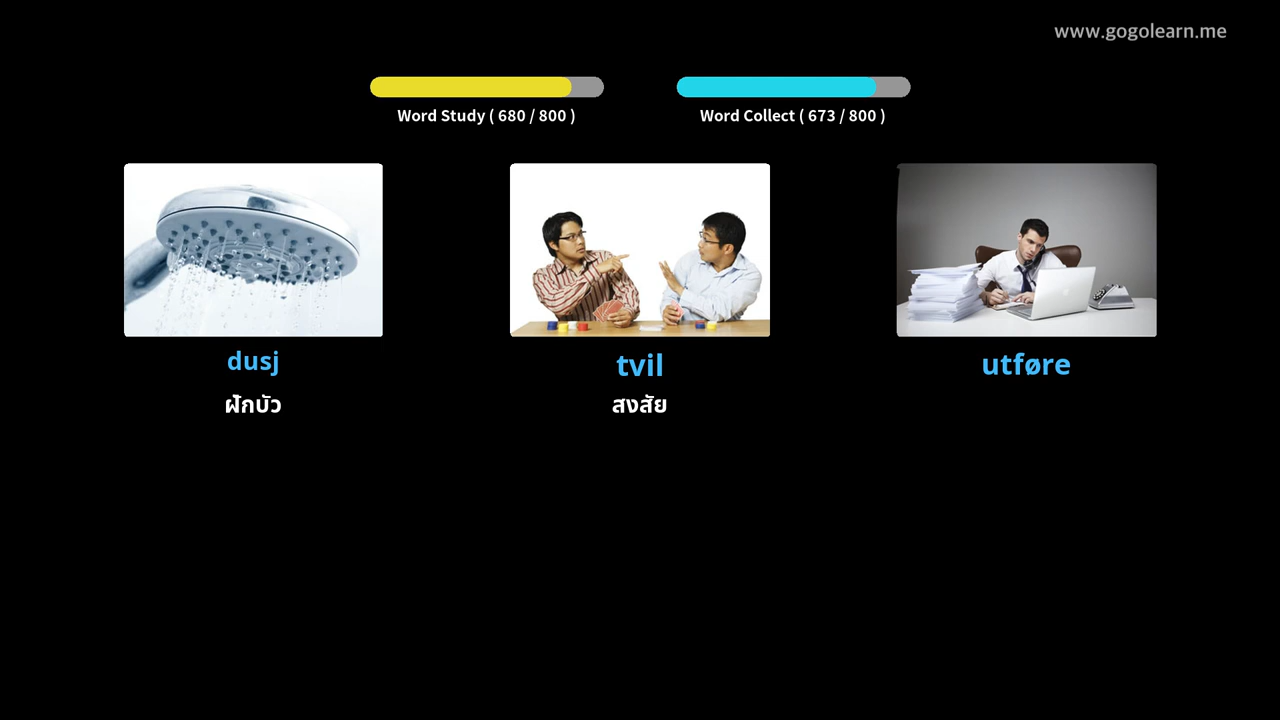 www.gogolearn.me
Word Study ( 680 / 800 )
Word Collect ( 673 / 800 )
dusj
tvil
utføre
ฝักบัว
สงสัย